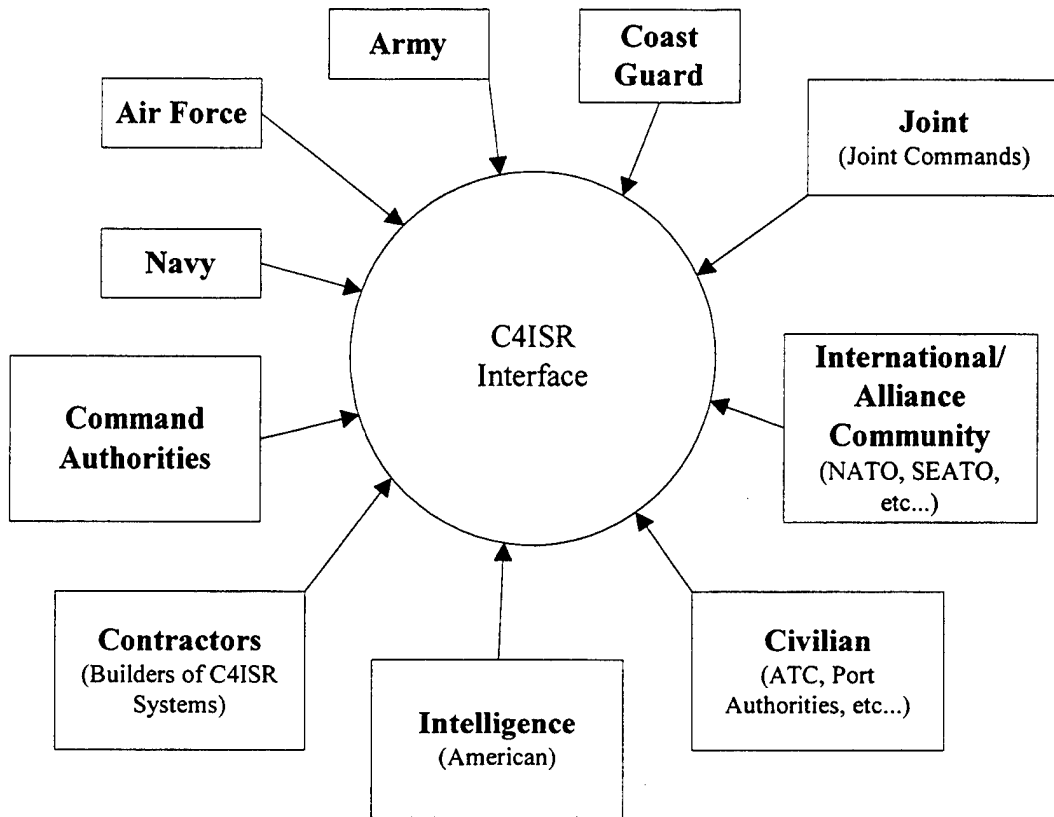 Army
Coast
Guard
Air Force
Joint
(Joint Commands)
Navy
C4ISR
Interface
International/
Alliance
Community
(NATO, SEATO,
etc...)
Command
Authorities
Contractors
(Builders of C4ISR
Systems)
Civilian
(ATC, Port
Authorities, etc...)
Intelligence
(American)